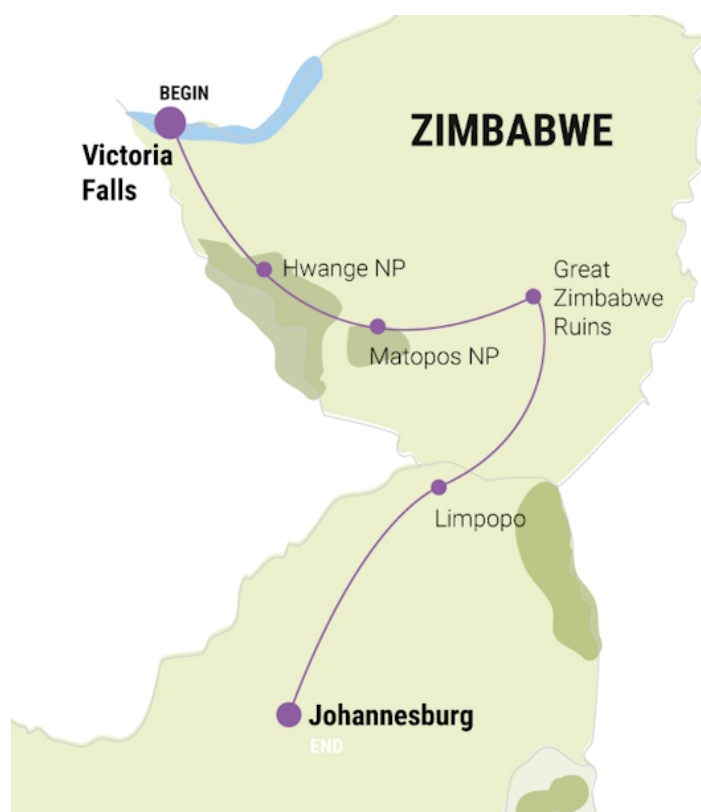 BEGIN
ZIMBABWE
Victoria
Falls
Hwange NP
Great
Zimbabwe
Ruins
Matopos NP
Limpopo
Johannesburg
END